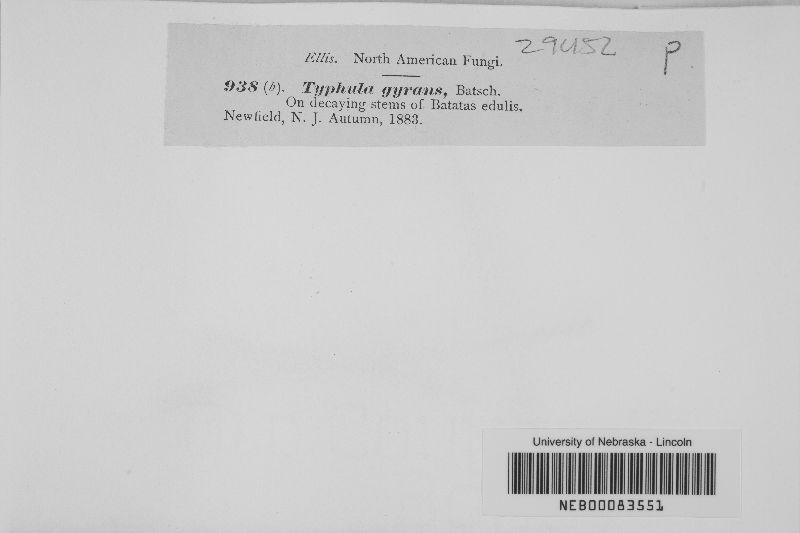 29452 P.
Ellis. North American Fungi.
938 (b). Typhula gyrans, Batsch.
On decaying stems of Batatas edulis.
Newfield, N. J. Autumn, 1883.
University of Nebraska - Lincoln
NEB00083551